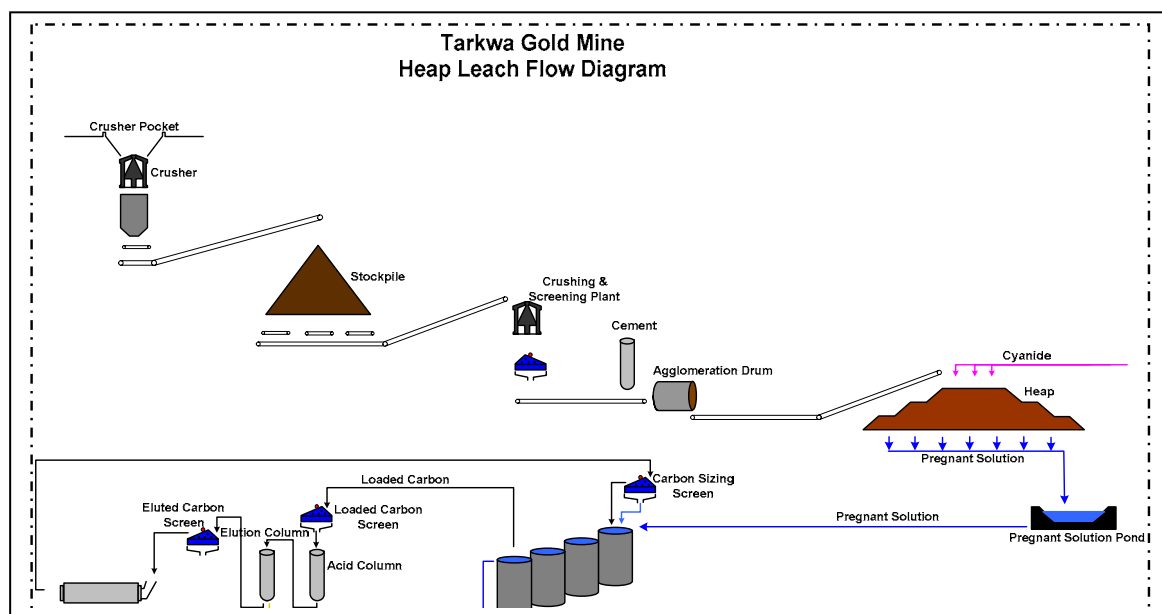 Tarkwa Gold Mine
Heap Leach Flow Diagram
Crusher Pocket
Crusher
Stockpile
Crushing &
Screening Plant
Cement
Agglomeration Drum
Cyanide
Heap
Pregnant Solution
Loaded Carbon
Carbon Sizing
Screen
Eluted Carbon
Screen
Elution Column
Loaded Carbon
Screen
Acid Column
Pregnant Solution
Pregnant Solution Pond